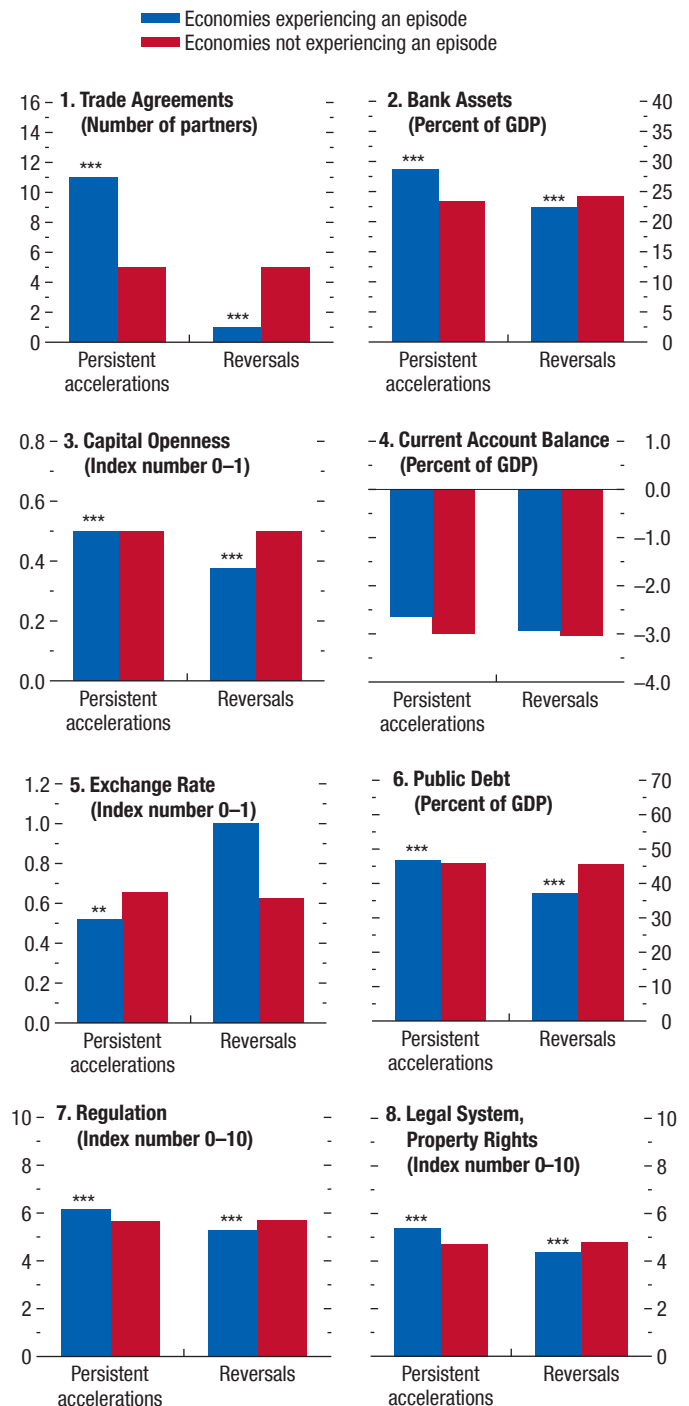 Economies experiencing an episode
Economies not experiencing an episode
1. Trade Agreements
(Number of partners)
16
14
12
10
8
6
4
2
0
***
***
Persistent
accelerations
Reversals
2. Bank Assets
(Percent of GDP)
40
35
30
25
20
15
10
5
0
***
***
Persistent
accelerations
Reversals
3. Capital Openness
(Index number 0–1)
0.8
0.6
0.4
0.2
0.0
***
***
Persistent
accelerations
Reversals
4. Current Account Balance
(Percent of GDP)
1.0
0.0
–1.0
–2.0
–3.0
–4.0
Persistent
accelerations
Reversals
5. Exchange Rate
(Index number 0–1)
1.2
1.0
0.8
0.6
0.4
0.2
0.0
**
Persistent
accelerations
Reversals
6. Public Debt
(Percent of GDP)
70
60
50
40
30
20
10
0
***
***
Persistent
accelerations
Reversals
7. Regulation
(Index number 0–10)
10
8
6
4
2
0
***
***
Persistent
accelerations
Reversals
8. Legal System,
Property Rights
(Index number 0–10)
10
8
6
4
2
0
***
***
Persistent
accelerations
Reversals